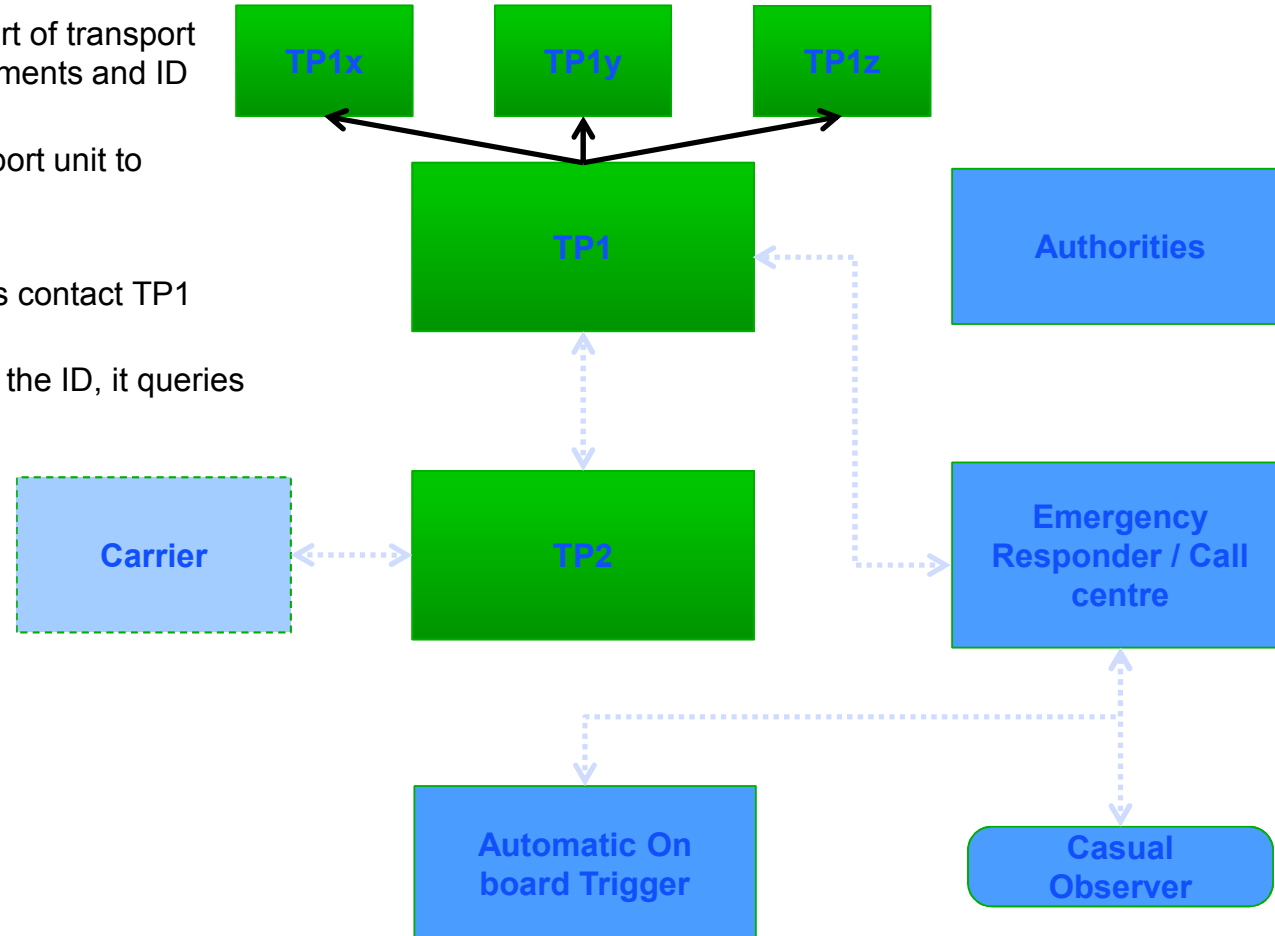 rt of transport
ments and ID
port unit to
s contact TP1
the ID, it queries
TP1x
TP1y
TP1z
TP1
Authorities
Carrier
TP2
Emergency
Responder / Call
centre
Automatic On
board Trigger
Casual
Observer